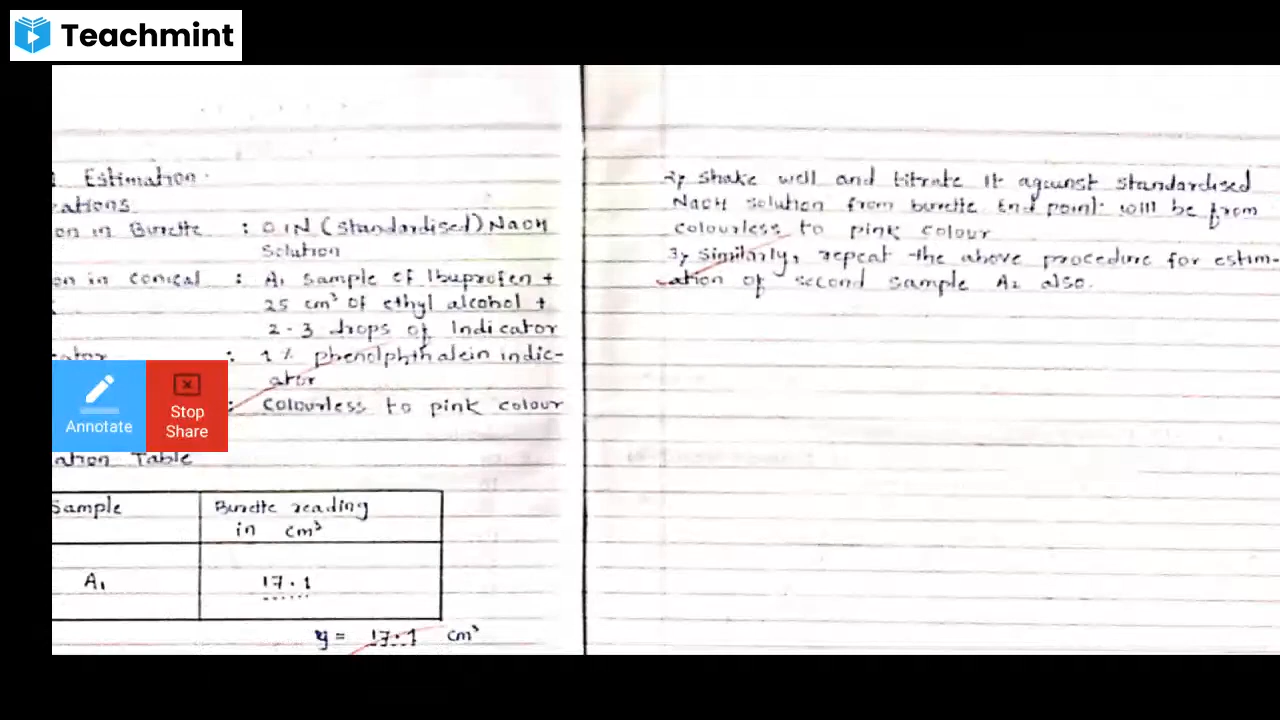 Teachmint
Estimation.
ations
on in Burette : 0.1N (standardised) NaOH
Solution
on in conical : A1 sample of Ibuprofen +
25 cm³ of ethyl alcohol +
2-3 drops of Indicator
cator : 1 % phenolphthalein indic-
ator
: Colourless to pink colour
Annotate
Stop
Share
ation Table
Sample Burette reading
in cm³
A1 17.1
y = 17.1 cm³
2) Shake well and titrate it against standardised
NaOH solution from burette End point will be from
colourless to pink colour
3) Similarly, repeat the above procedure for estim-
ation of second sample A2 also.